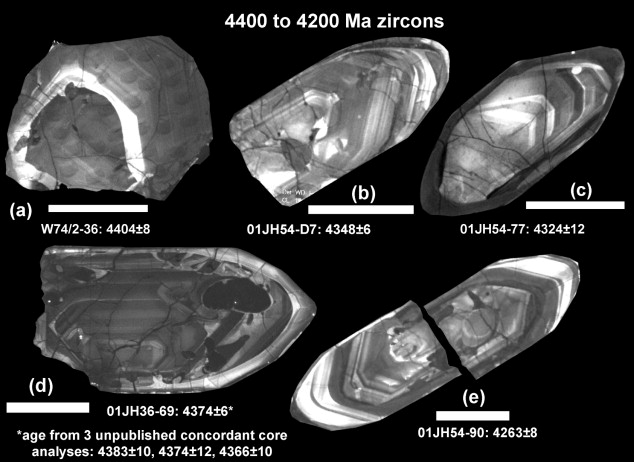 4400 to 4200 Ma zircons
(a)
W74/2-36: 4404±8
(b)
01JH54-D7: 4348±6
(c)
01JH54-77: 4324±12
(d)
01JH36-69: 4374±6*
*age from 3 unpublished concordant core
analyses: 4383±10, 4374±12, 4366±10
(e)
01JH54-90: 4263±8